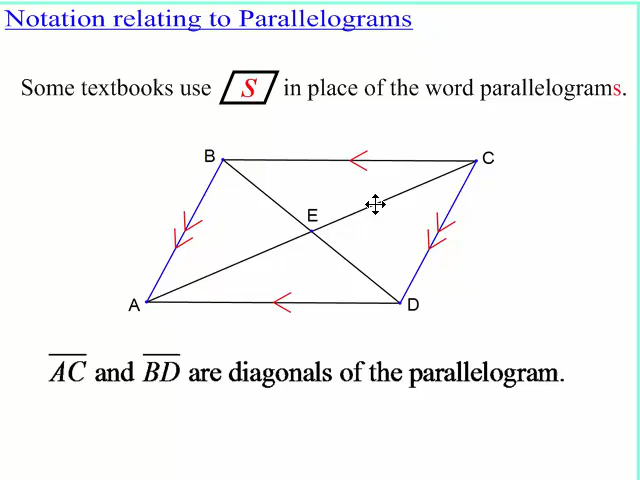 Notation relating to Parallelograms
Some textbooks use S in place of the word parallelograms.
B
C
E
A
D
AC and BD are diagonals of the parallelogram.